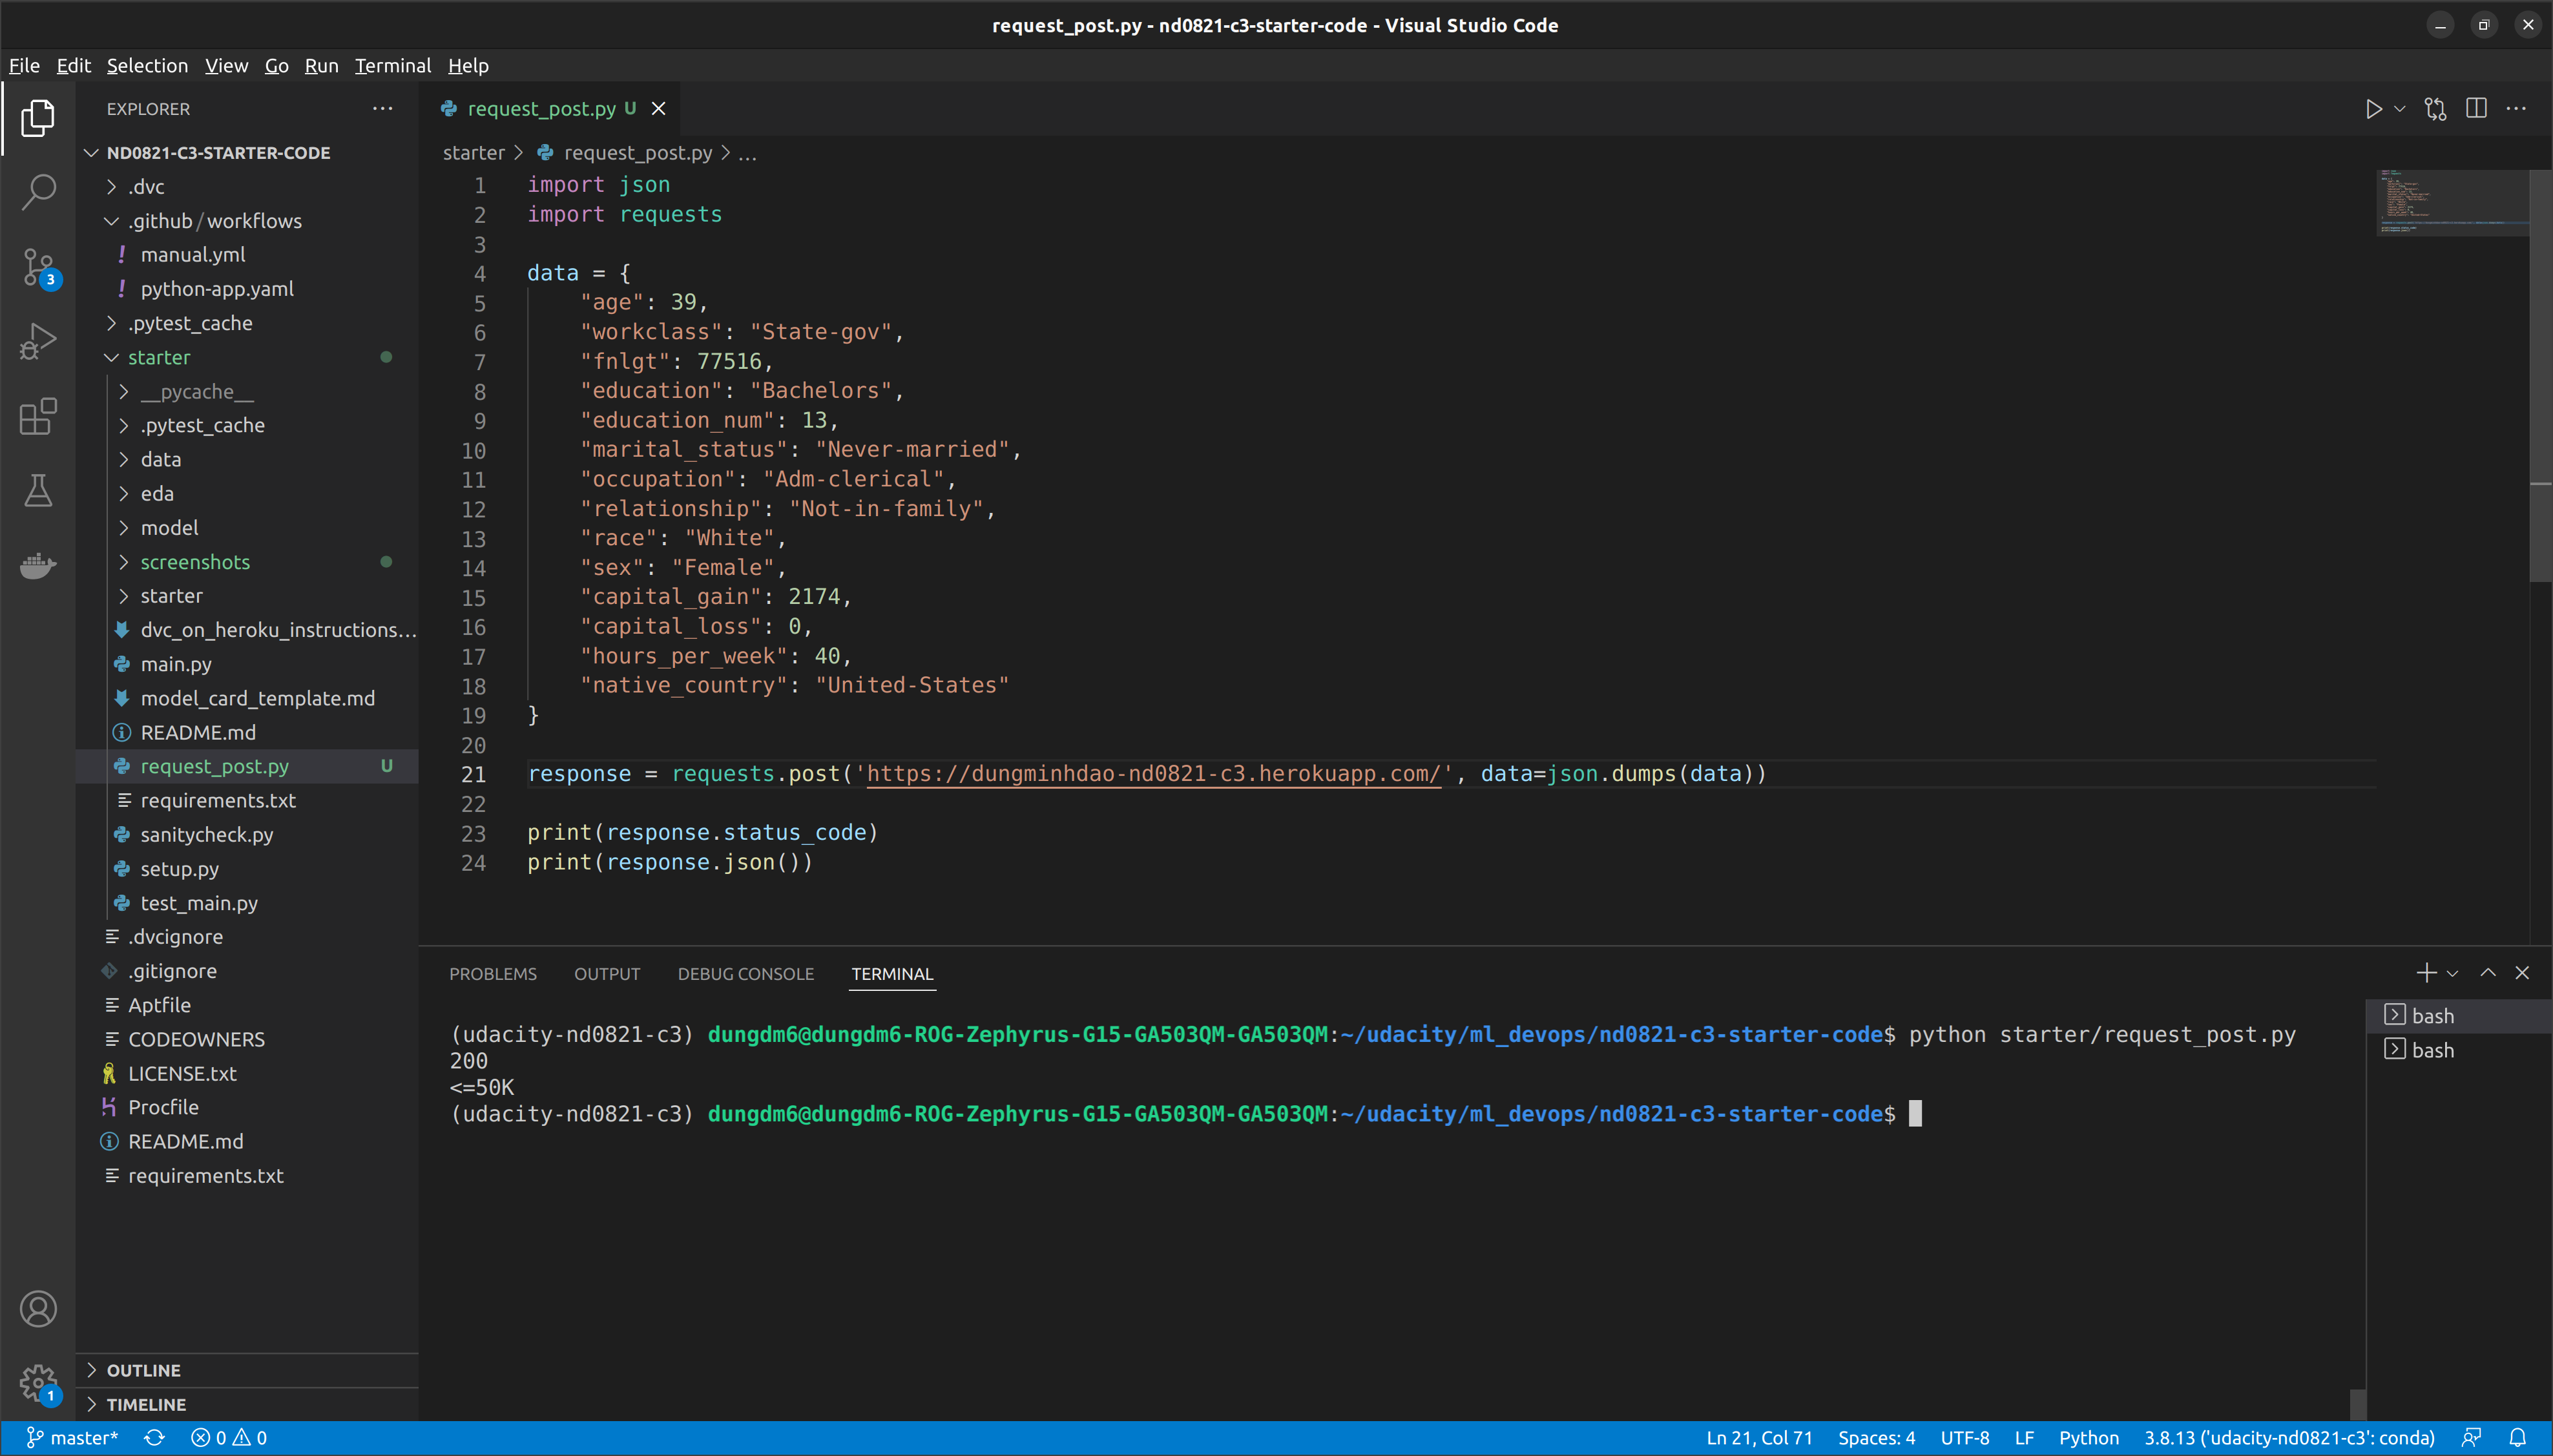 request_post.py - nd0821-c3-starter-code - Visual Studio Code
File Edit Selection View Go Run Terminal Help
EXPLORER
ND0821-C3-STARTER-CODE
.dvc
.github/workflows
! manual.yml
! python-app.yaml
.pytest_cache
starter
__pycache__
.pytest_cache
data
eda
model
screenshots
starter
dvc_on_heroku_instructions...
main.py
model_card_template.md
README.md
request_post.py U
requirements.txt
sanitycheck.py
setup.py
test_main.py
.dvcignore
.gitignore
Aptfile
CODEOWNERS
LICENSE.txt
Procfile
README.md
requirements.txt
OUTLINE
TIMELINE
3
1
request_post.py U
starter > request_post.py > ...
1 import json
2 import requests
3
4 data = {
5 "age": 39,
6 "workclass": "State-gov",
7 "fnlgt": 77516,
8 "education": "Bachelors",
9 "education_num": 13,
10 "marital_status": "Never-married",
11 "occupation": "Adm-clerical",
12 "relationship": "Not-in-family",
13 "race": "White",
14 "sex": "Female",
15 "capital_gain": 2174,
16 "capital_loss": 0,
17 "hours_per_week": 40,
18 "native_country": "United-States"
19 }
20
21 response = requests.post('https://dungminhdao-nd0821-c3.herokuapp.com/', data=json.dumps(data))
22
23 print(response.status_code)
24 print(response.json())
PROBLEMS OUTPUT DEBUG CONSOLE TERMINAL
(udacity-nd0821-c3) dungdm6@dungdm6-ROG-Zephyrus-G15-GA503QM-GA503QM:~/udacity/ml_devops/nd0821-c3-starter-code$ python starter/request_post.py
200
<=50K
(udacity-nd0821-c3) dungdm6@dungdm6-ROG-Zephyrus-G15-GA503QM-GA503QM:~/udacity/ml_devops/nd0821-c3-starter-code$
bash
bash
master* 0 0 Ln 21, Col 71 Spaces: 4 UTF-8 LF Python 3.8.13 ('udacity-nd0821-c3': conda)